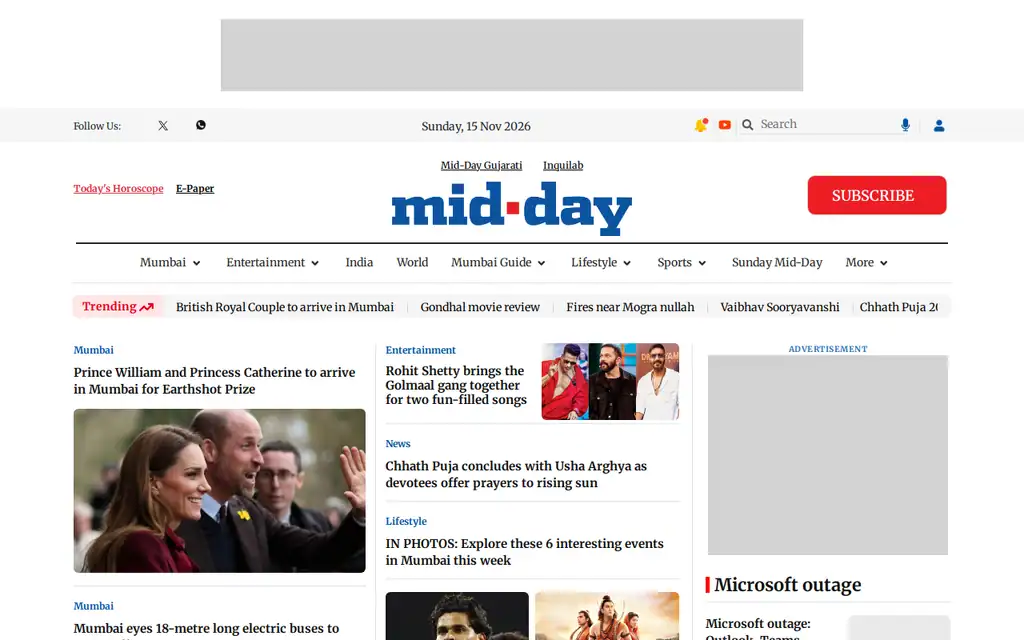 Follow Us:
Sunday, 15 Nov 2026
Search
Mid-Day Gujarati
Inquilab
Today's Horoscope
E-Paper
mid-day
SUBSCRIBE
Mumbai
Entertainment
India
World
Mumbai Guide
Lifestyle
Sports
Sunday Mid-Day
More
Trending
British Royal Couple to arrive in Mumbai
Gondhal movie review
Fires near Mogra nullah
Vaibhav Sooryavanshi
Chhath Puja 20
Mumbai
Prince William and Princess Catherine to arrive
in Mumbai for Earthshot Prize
Mumbai
Mumbai eyes 18-metre long electric buses to
Entertainment
Rohit Shetty brings the
Golmaal gang together
for two fun-filled songs
News
Chhath Puja concludes with Usha Arghya as
devotees offer prayers to rising sun
Lifestyle
IN PHOTOS: Explore these 6 interesting events
in Mumbai this week
ADVERTISEMENT
Microsoft outage
Microsoft outage:
Outlook, Teams